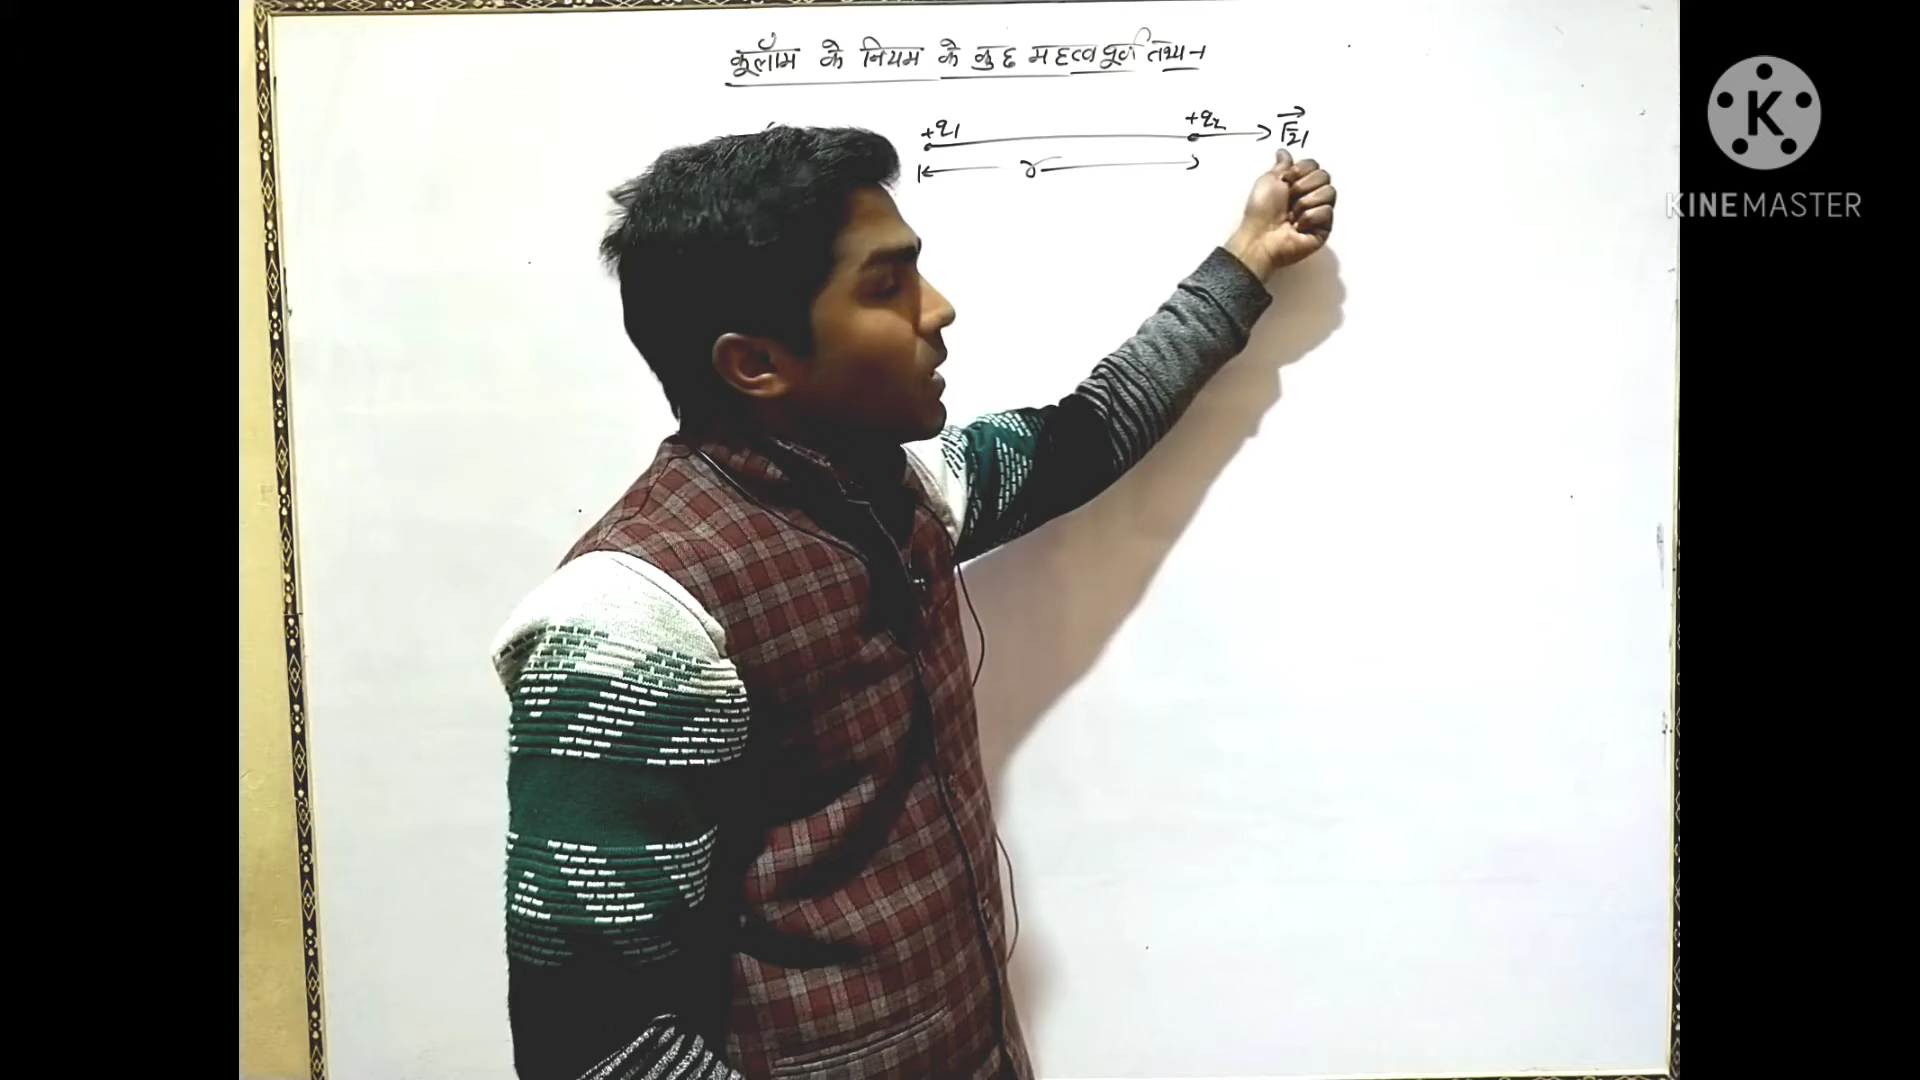 कूलॉम के नियम के कुछ महत्वपूर्ण तथ्य -
+q1 +q2 F21
r
K
KINEMASTER